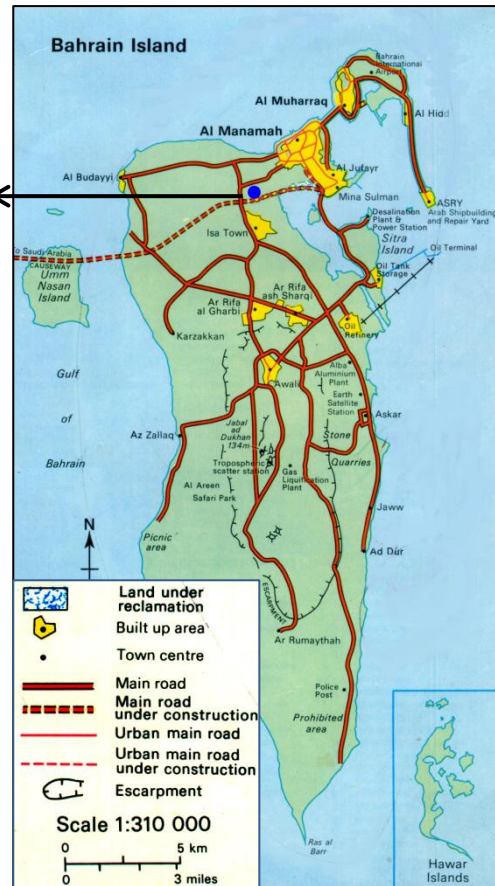 Bahrain Island
Bahrain
International
Airport
Al Muharraq
Al Hidd
Al Manamah
Al Budayyi
Al Jufayr
Mina Sulman
ASRY
Arab Shipbuilding
and Repair Yard
Desalination
Plant &
Power Station
Isa Town
Sitra
Island
Oil Terminal
To Saudi Arabia
CAUSEWAY
Umm
Nasan
Island
Oil Tank
Storage
Ar Rifa
ash Sharqi
Ar Rifa
al Gharbi
Oil
Refinery
Karzakkan
Alba
Aluminium
Plant
Awali
Gulf
of
Bahrain
Earth
Satellite
Station
Askar
Az Zallaq
Jabal
ad
Dukhan
134m
Stone
Quarries
Tropospheric
scatter station
Gas
Liquification
Plant
Al Areen
Safari Park
Jaww
N
Picnic
area
Ad Dur
ESCARPMENT
Ar Rumaythah
Police
Post
Prohibited
area
Ras al
Barr
Hawar
Islands
Land under
reclamation
Built up area
Town centre
Main road
Main road
under construction
Urban main road
Urban main road
under construction
Escarpment
Scale 1:310 000
0 5 km
0 3 miles